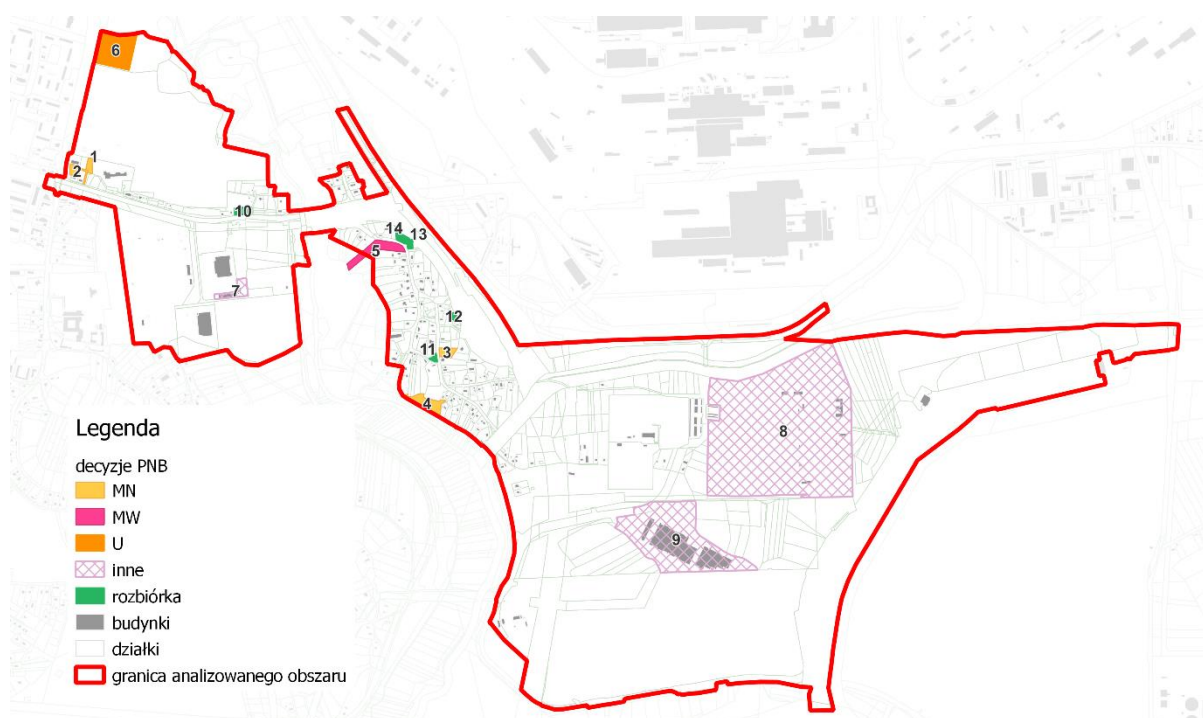 6
1
2
10
14
13
5
7
12
11
3
4
8
9
Legenda
decyzje PNB
MN
MW
U
inne
rozbiórka
budynki
działki
granica analizowanego obszaru